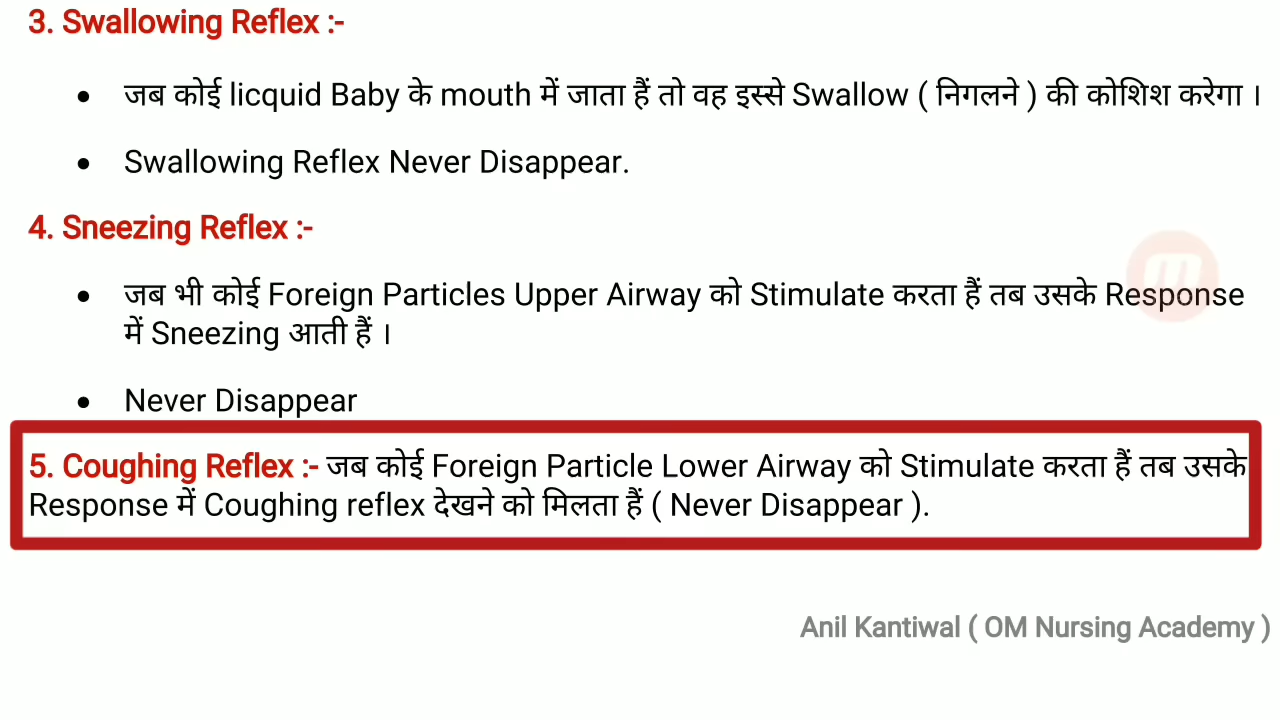 3. Swallowing Reflex :-
• जब कोई licquid Baby के mouth में जाता हैं तो वह इस्से Swallow ( निगलने ) की कोशिश करेगा ।
• Swallowing Reflex Never Disappear.
4. Sneezing Reflex :-
• जब भी कोई Foreign Particles Upper Airway को Stimulate करता हैं तब उसके Response
में Sneezing आती हैं ।
• Never Disappear
5. Coughing Reflex :- जब कोई Foreign Particle Lower Airway को Stimulate करता हैं तब उसके
Response में Coughing reflex देखने को मिलता हैं ( Never Disappear ).
Anil Kantiwal ( OM Nursing Academy )